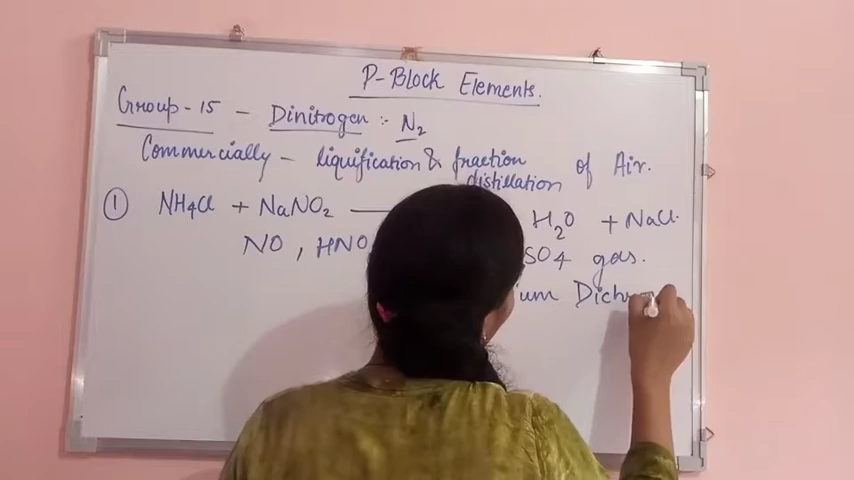 P-Block Elements.
Group-15 - Dinitrogen :- N2
Commercially - liquification & fraction distillation of Air.
① NH4Cl + NaNO2 H2O + NaCl.
NO, HNO SO4 gas.
ium Dich